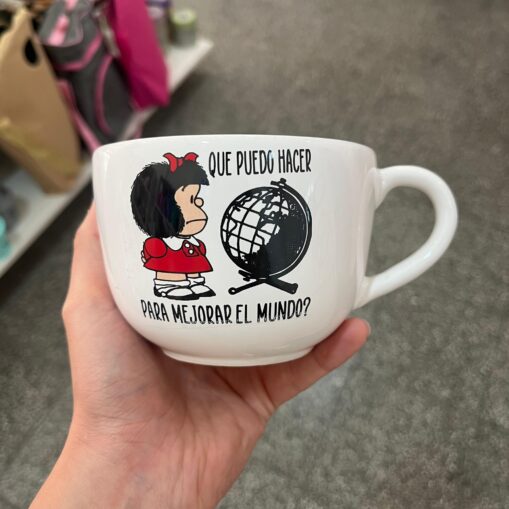 QUE PUEDO HACER
PARA MEJORAR EL MUNDO?